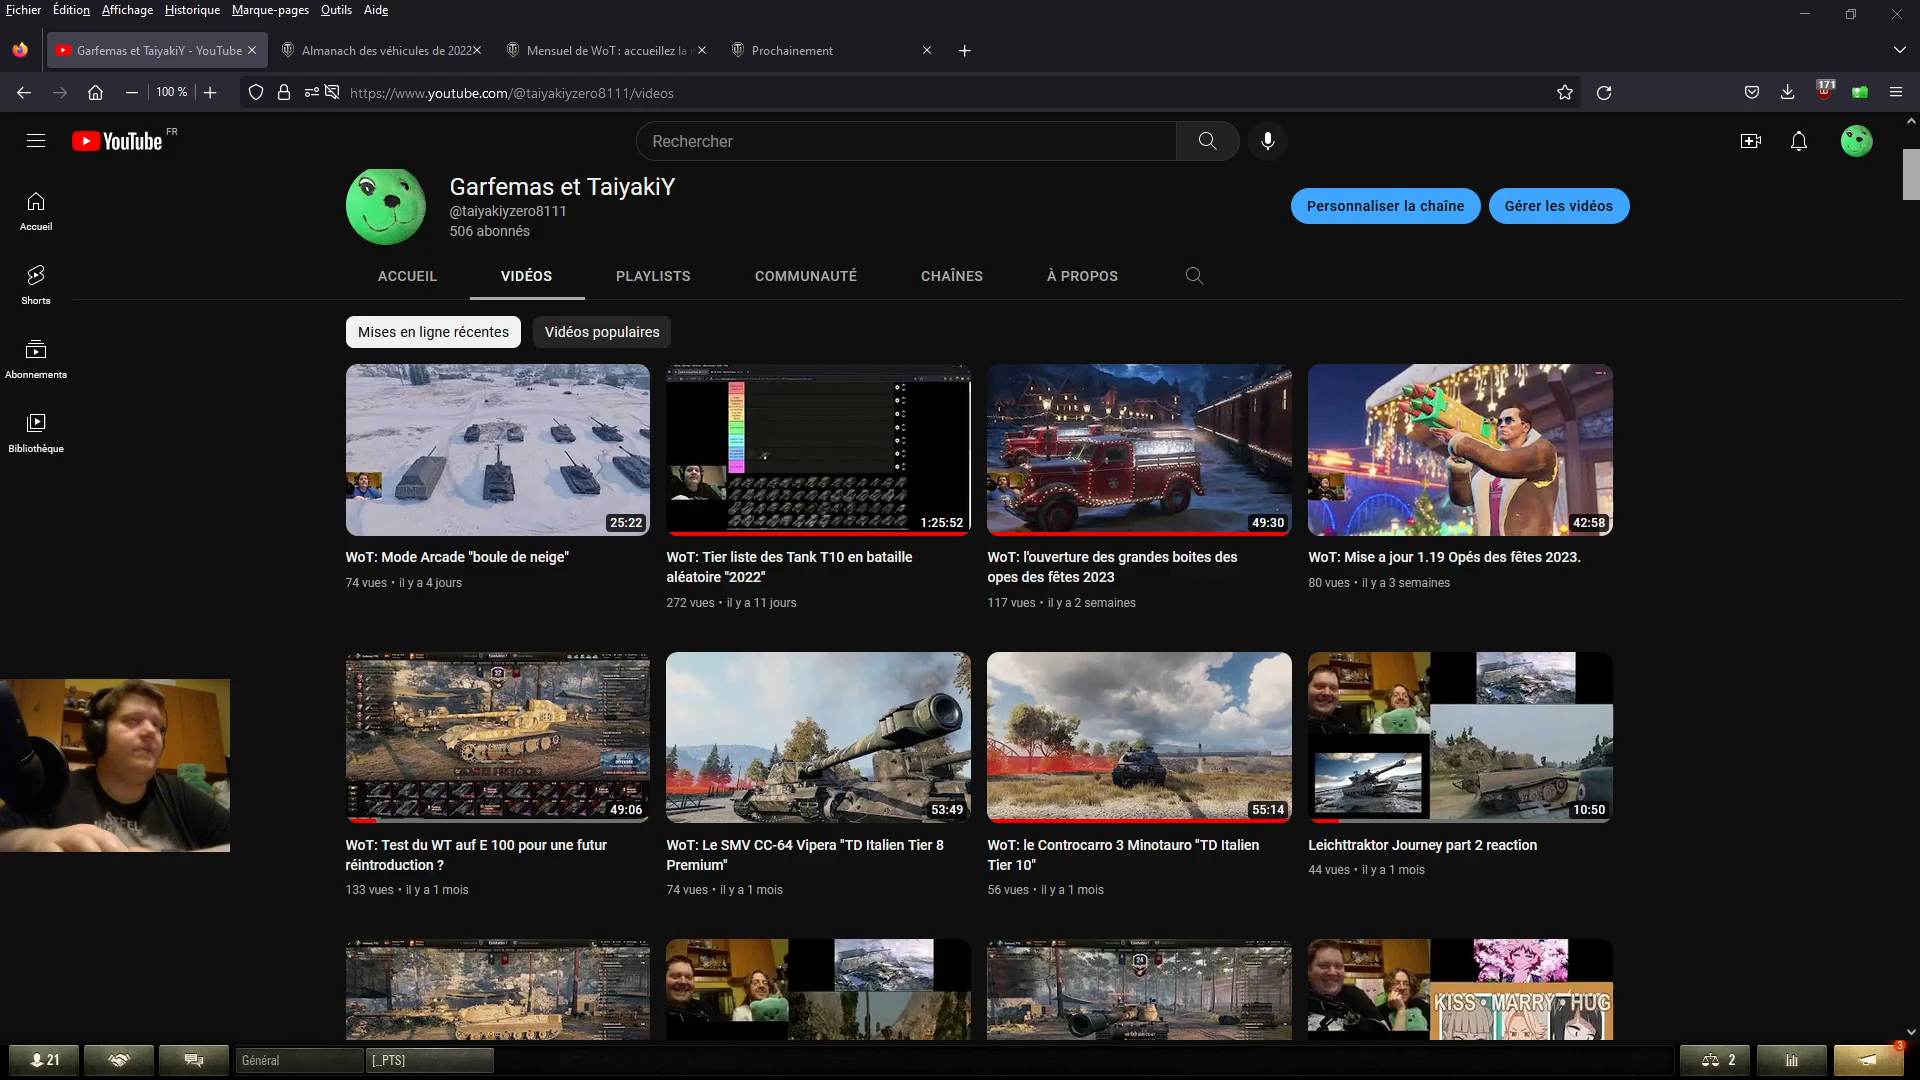 Fichier Édition Affichage Historique Marque-pages Outils Aide
Garfemas et TaiyakiY - YouTube
Almanach des véhicules de 2022
Mensuel de WoT : accueillez la
Prochainement
100 %
https://www.youtube.com/@taiyakiyzero8111/videos
171
YouTube FR
Rechercher
Garfemas et TaiyakiY
@taiyakiyzero8111
506 abonnés
Personnaliser la chaîne
Gérer les vidéos
Accueil
Shorts
Abonnements
Bibliothèque
ACCUEIL VIDÉOS PLAYLISTS COMMUNAUTÉ CHAÎNES À PROPOS
Mises en ligne récentes
Vidéos populaires
25:22
1:25:52
49:30
42:58
WoT: Mode Arcade "boule de neige"
74 vues • il y a 4 jours
WoT: Tier liste des Tank T10 en bataille
aléatoire "2022"
272 vues • il y a 11 jours
WoT: l'ouverture des grandes boites des
opes des fêtes 2023
117 vues • il y a 2 semaines
WoT: Mise a jour 1.19 Opés des fêtes 2023.
80 vues • il y a 3 semaines
32
49:06
53:49
55:14
10:50
WoT: Test du WT auf E 100 pour une futur
réintroduction ?
133 vues • il y a 1 mois
WoT: Le SMV CC-64 Vipera "TD Italien Tier 8
Premium"
74 vues • il y a 1 mois
WoT: le Controcarro 3 Minotauro "TD Italien
Tier 10"
56 vues • il y a 1 mois
Leichttraktor Journey part 2 reaction
44 vues • il y a 1 mois
STEEL
24
KISS • MARRY • HUG
21
Général
[_PTS]
2
3